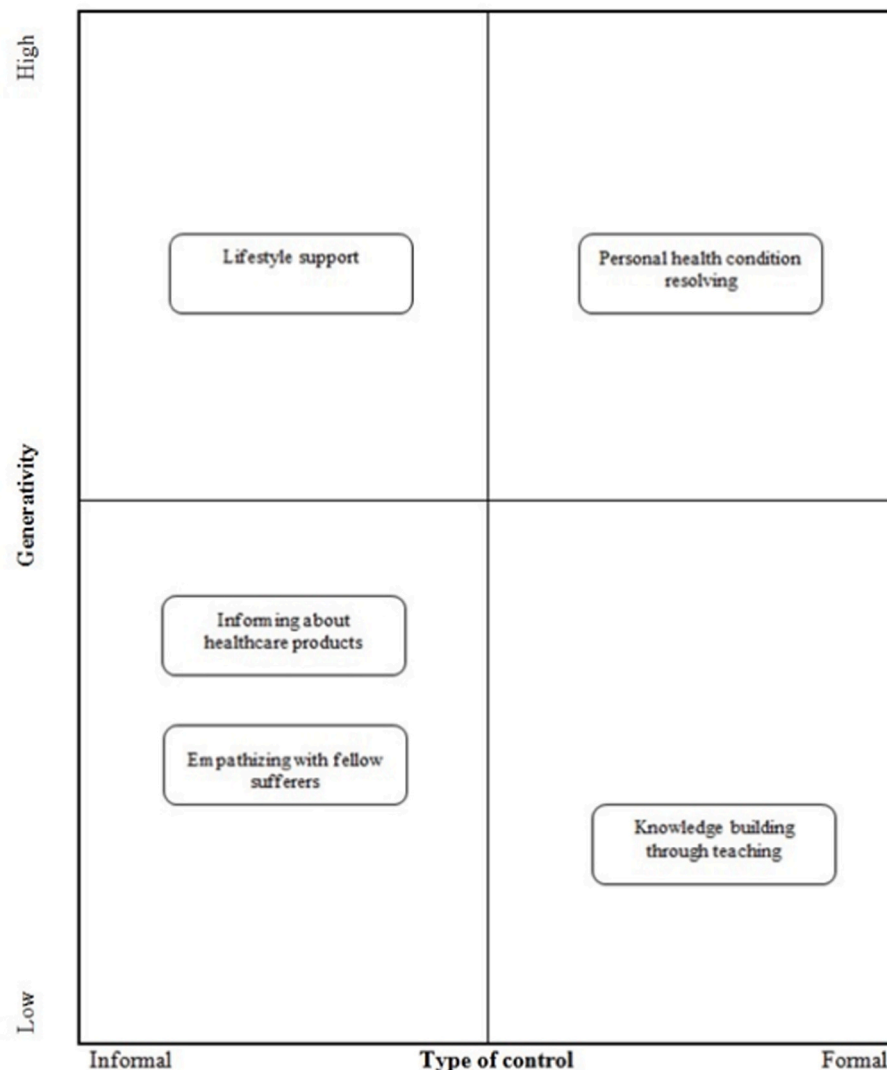 High
Lifestyle support
Personal health condition
resolving
Generativity
Informing about
healthcare products
Empathizing with fellow
sufferers
Knowledge building
through teaching
Low
Informal
Type of control
Formal